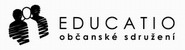 EDUCATIO
občanské sdružení